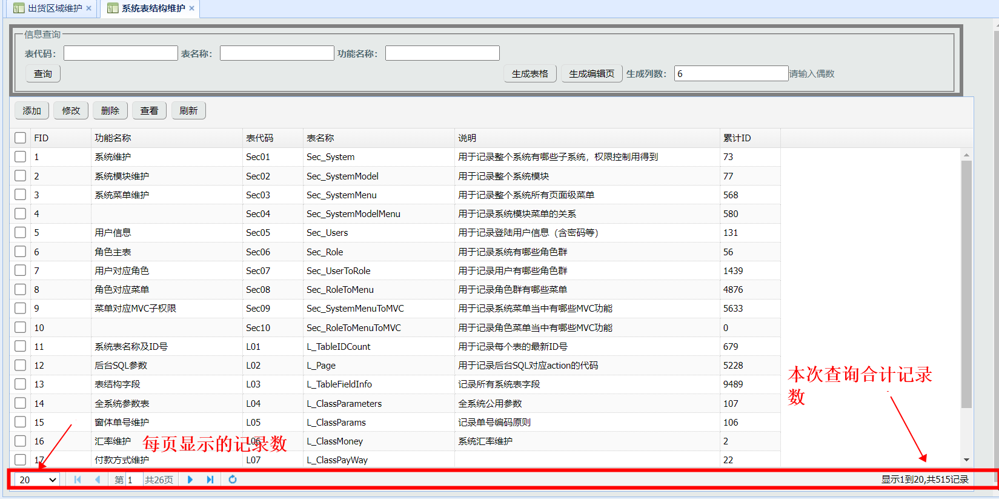 出货区域维护 × 系统表结构维护 ×
信息查询
表代码： 表名称： 功能名称：
查询 生成表格 生成编辑页 生成列数： 6 请输入偶数
添加 修改 删除 查看 刷新
FID 功能名称 表代码 表名称 说明 累计ID
1 系统维护 Sec01 Sec_System 用于记录整个系统有哪些子系统，权限控制用得到 73
2 系统模块维护 Sec02 Sec_SystemModel 用于记录整个系统模块 77
3 系统菜单维护 Sec03 Sec_SystemMenu 用于记录整个系统所有页面级菜单 568
4 Sec04 Sec_SystemModelMenu 用于记录系统模块菜单的关系 580
5 用户信息 Sec05 Sec_Users 用于记录登陆用户信息（含密码等） 131
6 角色主表 Sec06 Sec_Role 用于记录系统有哪些角色群 56
7 用户对应角色 Sec07 Sec_UserToRole 用于记录用户有哪些角色群 1439
8 角色对应菜单 Sec08 Sec_RoleToMenu 用于记录角色群有哪些菜单 4876
9 菜单对应MVC子权限 Sec09 Sec_SystemMenuToMVC 用于记录系统菜单当中有哪些MVC功能 5633
10 Sec10 Sec_RoleToMenuToMVC 用于记录角色菜单当中有哪些MVC功能 0
11 系统表名称及ID号 L01 L_TableIDCount 用于记录每个表的最新ID号 679
12 后台SQL参数 L02 L_Page 用于记录后台SQL对应action的代码 5228
13 表结构字段 L03 L_TableFieldInfo 记录所有系统表字段 9489
本次查询合计记录
数
14 全系统参数表 L04 L_ClassParameters 全系统公用参数 107
15 窗体单号维护 L05 L_ClassParams 记录单号编码原则 106
16 汇率维护 L06 L_ClassMoney 系统汇率维护 2
每页显示的记录数
17 付款方式维护 L07 L_ClassPayWay 22
20 第 1 共26页 显示1到20,共515记录